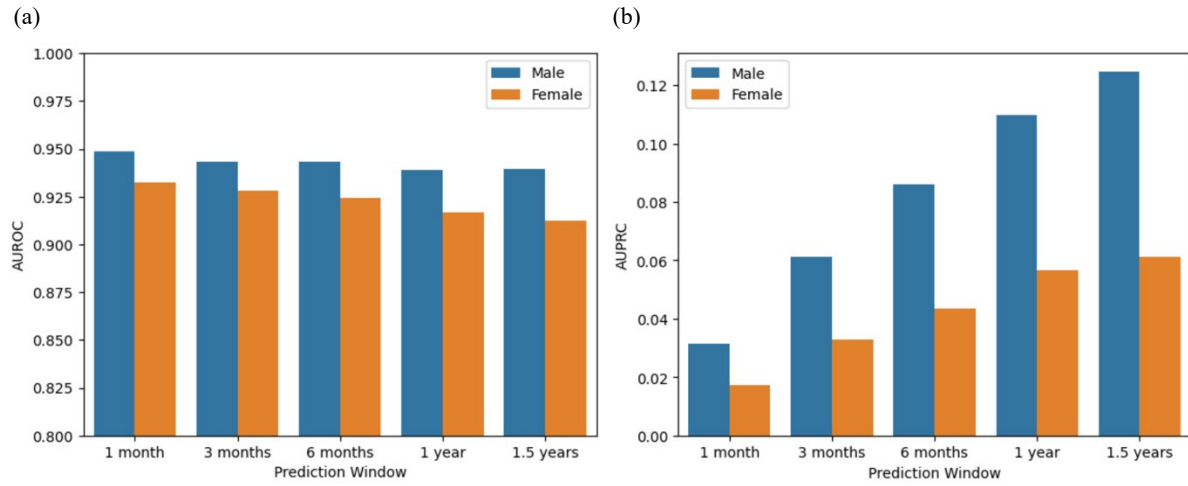 (a)
1.000
0.975
0.950
0.925
0.900
0.875
0.850
0.825
0.800
AUROC
Male
Female
1 month 3 months 6 months 1 year 1.5 years
Prediction Window
(b)
0.12
0.10
0.08
0.06
0.04
0.02
0.00
AUPRC
Male
Female
1 month 3 months 6 months 1 year 1.5 years
Prediction Window